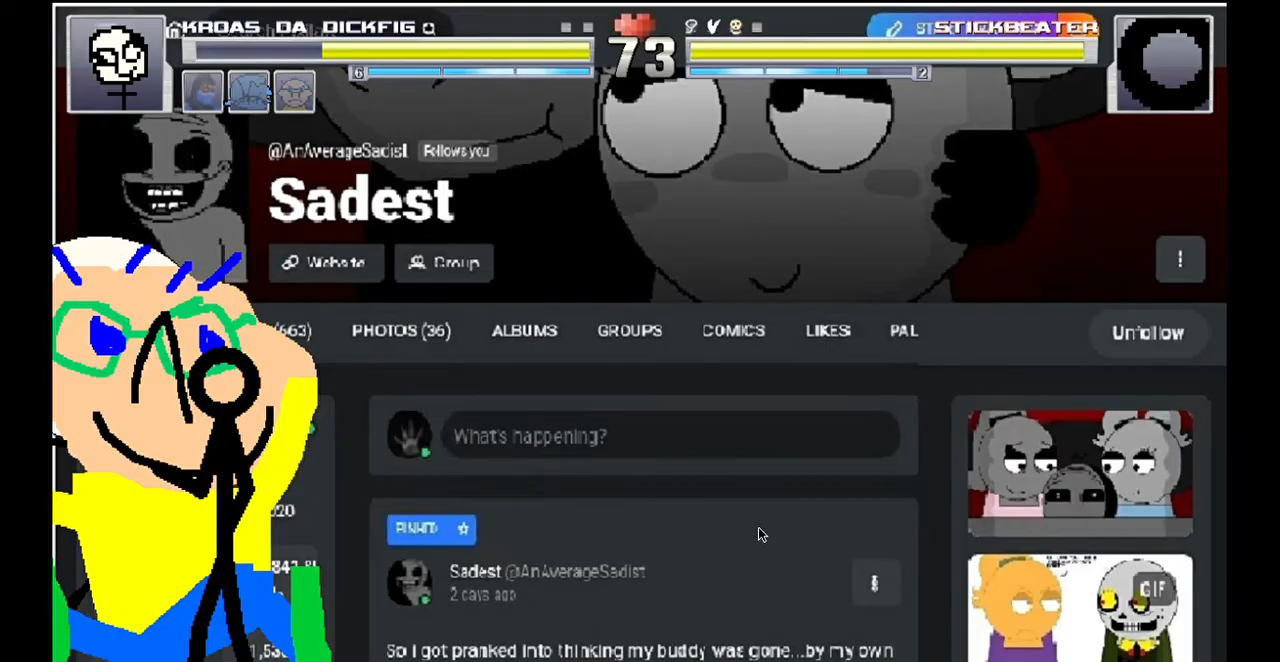 KROAS DA DICKFIG
STICKBEATER
73
6
2
@AnAverageSadist Follows you
Sadest
Website Group
(663) PHOTOS (36) ALBUMS GROUPS COMICS LIKES PAL Unfollow
What's happening?
PINNED
Sadest @AnAverageSadist
2 days ago
GIF
So i got pranked into thinking my buddy was gone...by my own